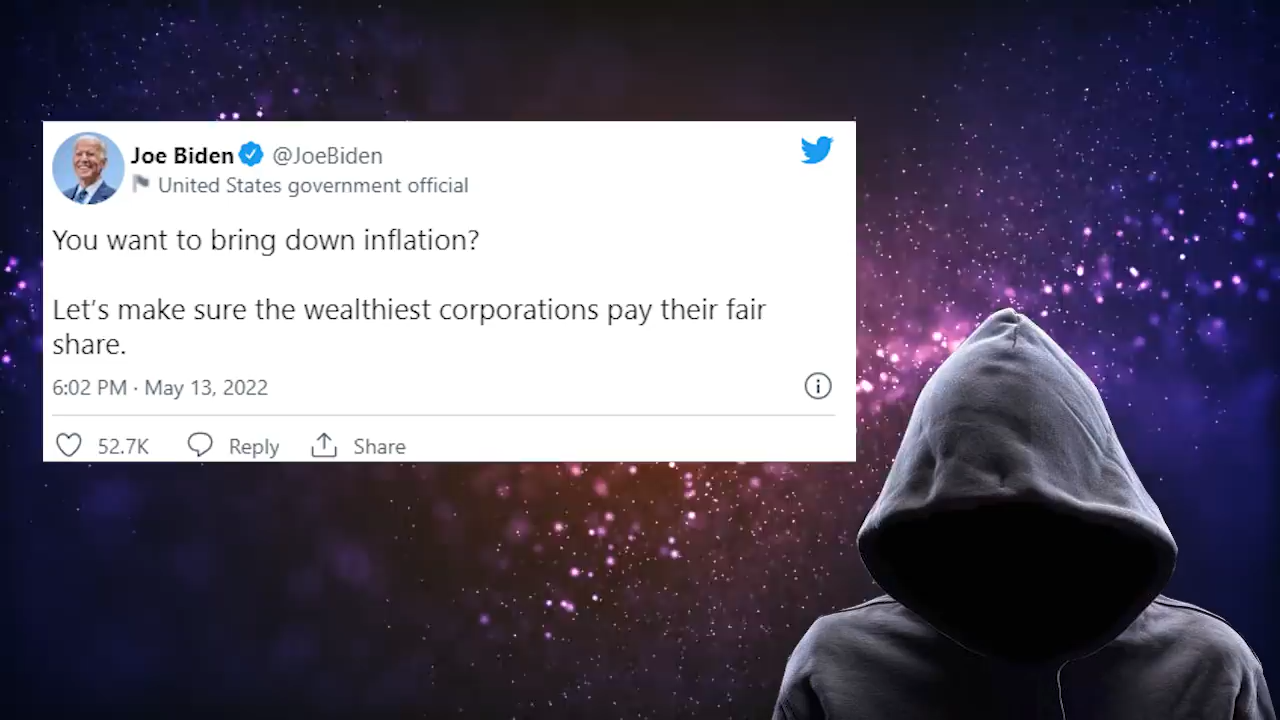 Joe Biden @JoeBiden
United States government official
You want to bring down inflation?
Let's make sure the wealthiest corporations pay their fair
share.
6:02 PM · May 13, 2022
52.7K Reply Share